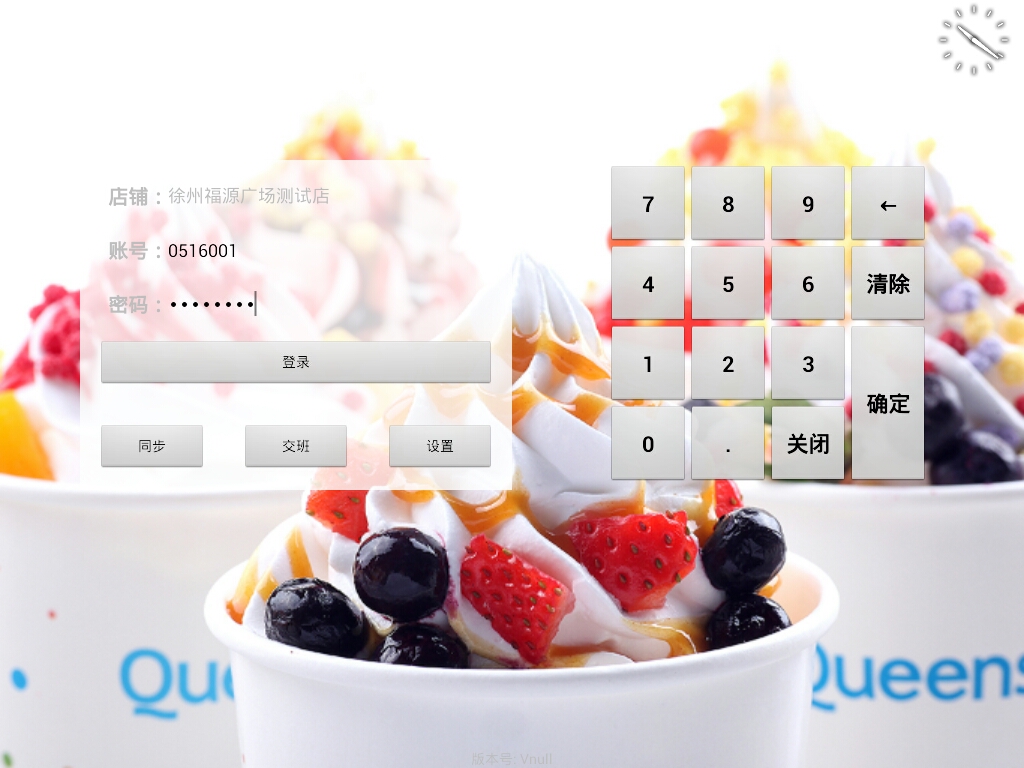 店铺：徐州福源广场测试店
账号：0516001
密码：••••••••
登录
同步 交班 设置
7 8 9 ←
4 5 6 清除
1 2 3
确定
0 . 关闭
Que
Queens
版本号: Vnull